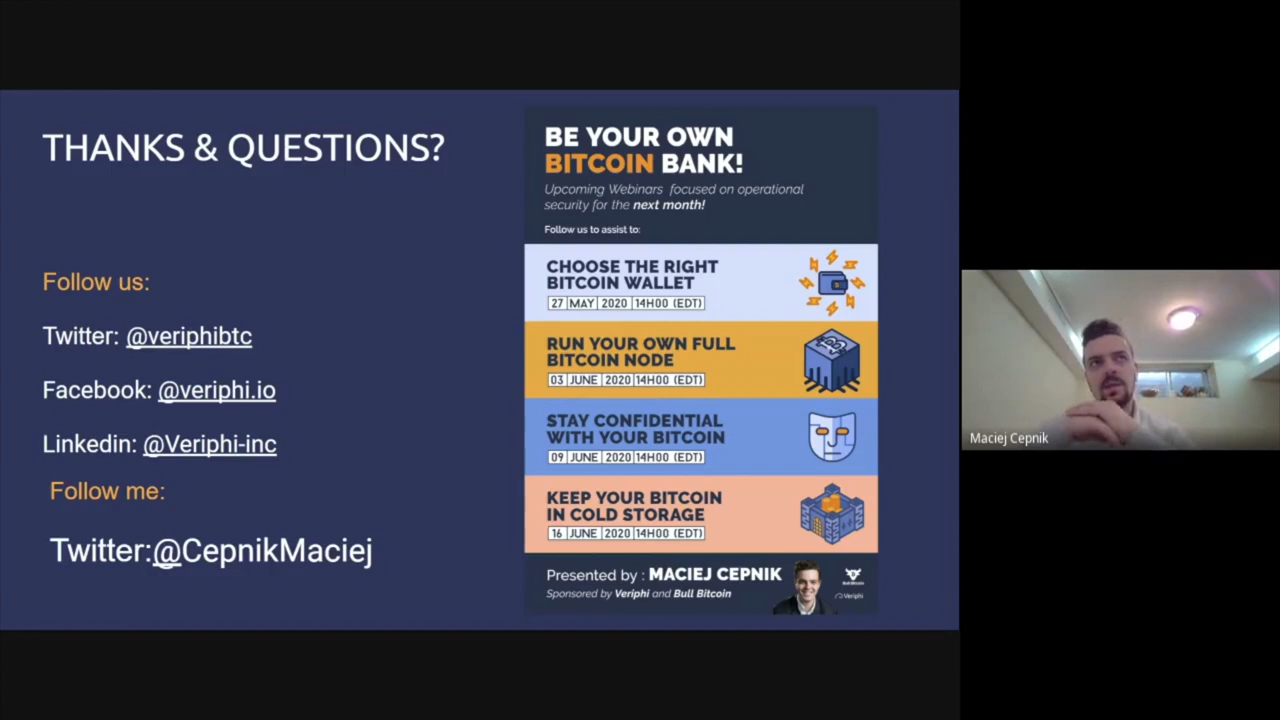 THANKS & QUESTIONS?
Follow us:
Twitter: @veriphibtc
Facebook: @veriphi.io
Linkedin: @Veriphi-inc
Follow me:
Twitter:@CepnikMaciej
BE YOUR OWN
BITCOIN BANK!
Upcoming Webinars focused on operational
security for the next month!
Follow us to assist to:
CHOOSE THE RIGHT
BITCOIN WALLET
27 MAY 2020 14H00 (EDT)
RUN YOUR OWN FULL
BITCOIN NODE
03 JUNE 2020 14H00 (EDT)
STAY CONFIDENTIAL
WITH YOUR BITCOIN
09 JUNE 2020 14H00 (EDT)
KEEP YOUR BITCOIN
IN COLD STORAGE
16 JUNE 2020 14H00 (EDT)
Presented by : MACIEJ CEPNIK
Sponsored by Veriphi and Bull Bitcoin
Bull Bitcoin
Veriphi
Maciej Cepnik